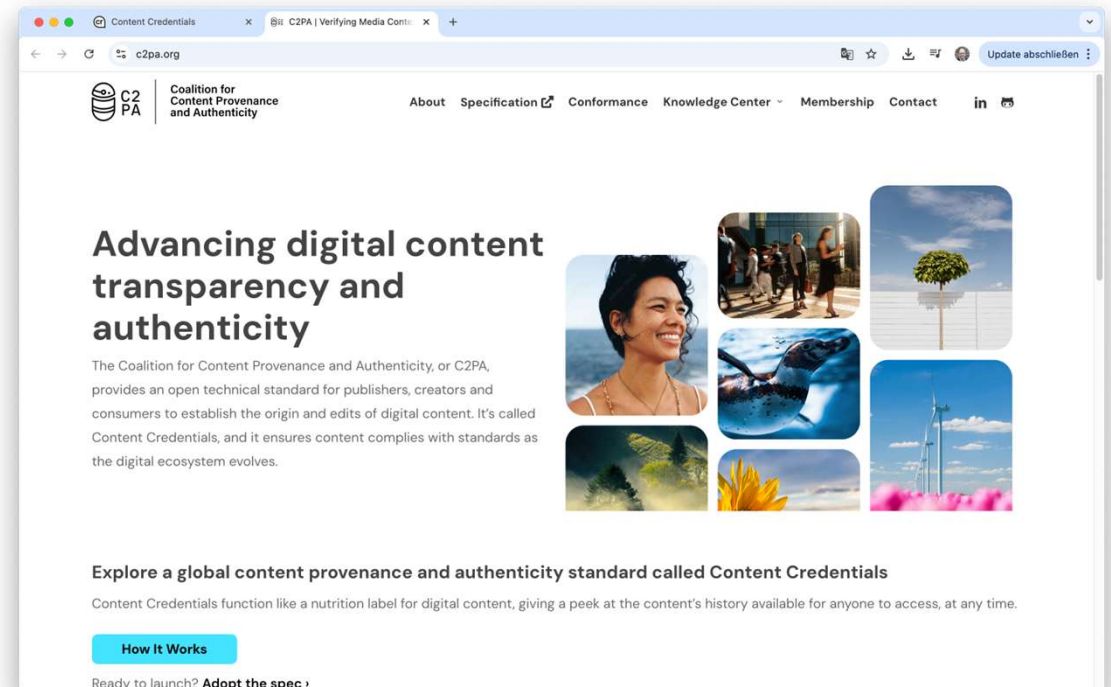 Content Credentials
C2PA | Verifying Media Conte
c2pa.org
Update abschließen
C2
PA
Coalition for
Content Provenance
and Authenticity
About Specification Conformance Knowledge Center Membership Contact in
Advancing digital content
transparency and
authenticity
The Coalition for Content Provenance and Authenticity, or C2PA,
provides an open technical standard for publishers, creators and
consumers to establish the origin and edits of digital content. It's called
Content Credentials, and it ensures content complies with standards as
the digital ecosystem evolves.
Explore a global content provenance and authenticity standard called Content Credentials
Content Credentials function like a nutrition label for digital content, giving a peek at the content's history available for anyone to access, at any time.
How It Works
Ready to launch? Adopt the spec ›